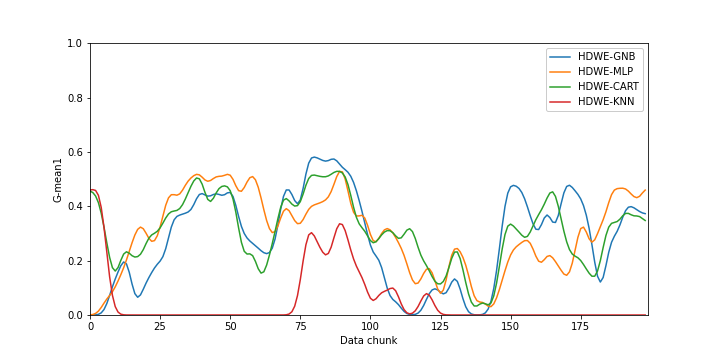 1.0
0.8
0.6
0.4
0.2
0.0
G-mean1
0 25 50 75 100 125 150 175
Data chunk
HDWE-GNB
HDWE-MLP
HDWE-CART
HDWE-KNN